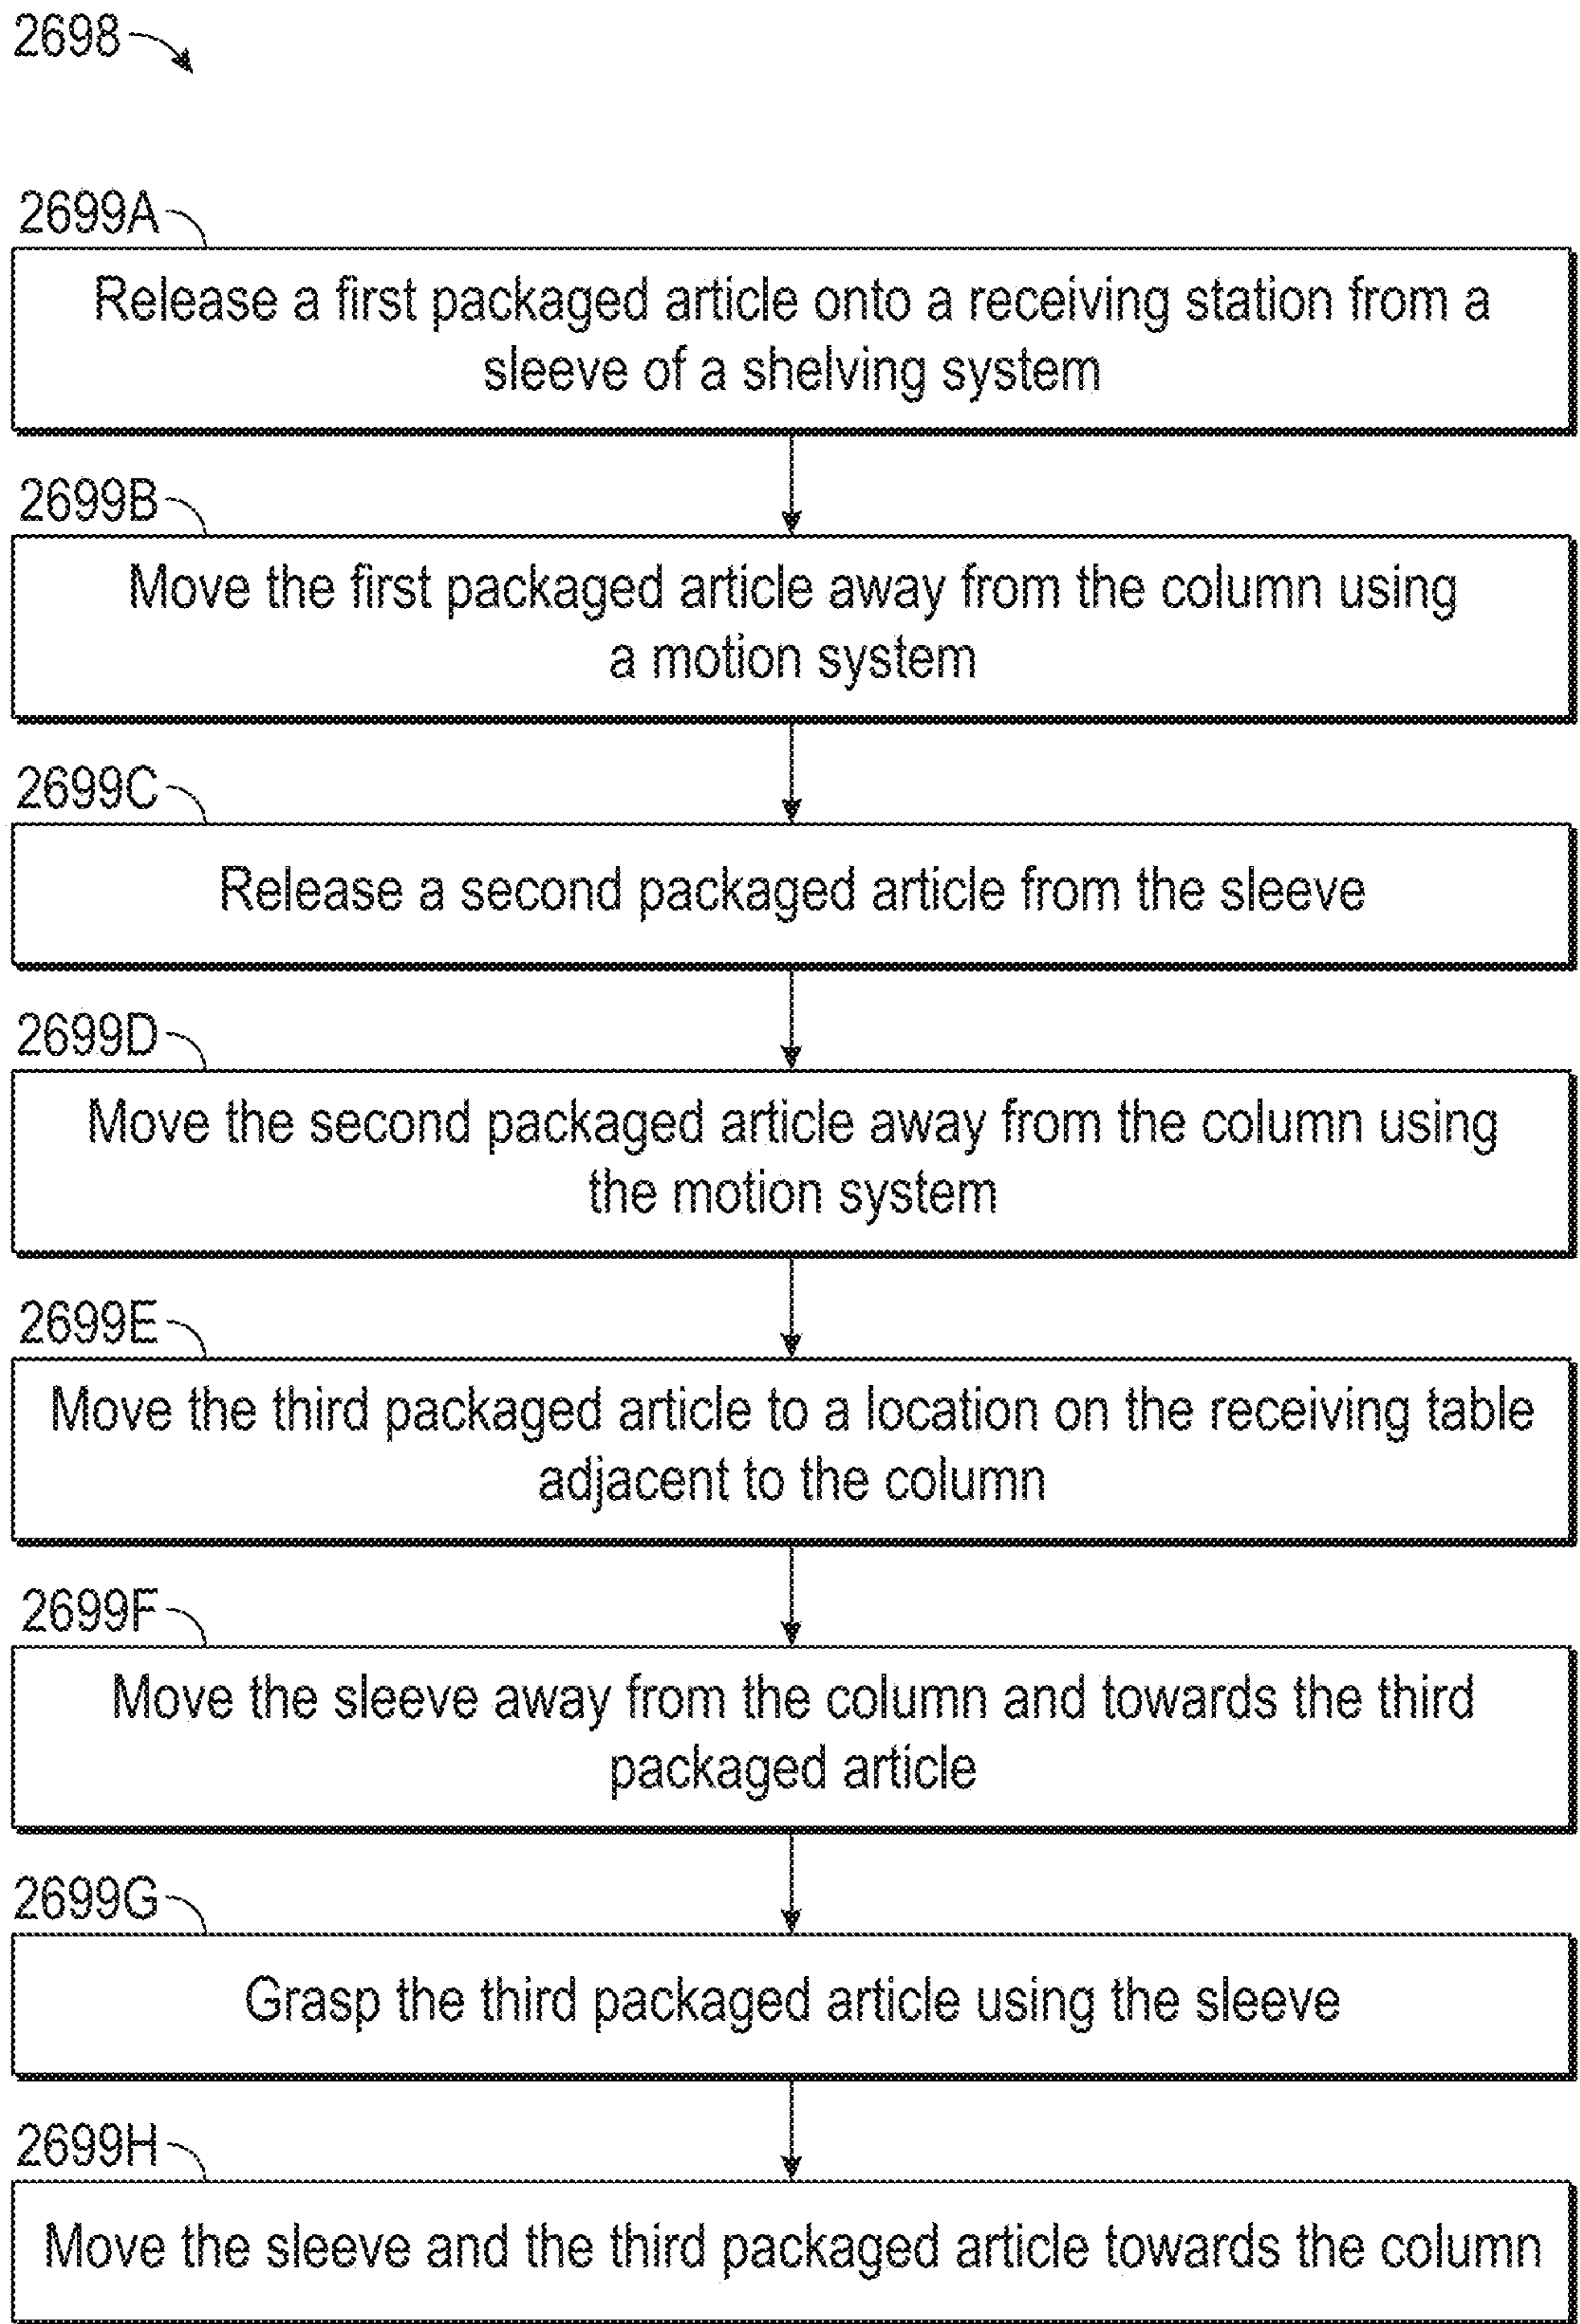 2698
2699A
Release a first packaged article onto a receiving station from a
sleeve of a shelving system
2699B
Move the first packaged article away from the column using
a motion system
2699C
Release a second packaged article from the sleeve
2699D
Move the second packaged article away from the column using
the motion system
2699E
Move the third packaged article to a location on the receiving table
adjacent to the column
2699F
Move the sleeve away from the column and towards the third
packaged article
2699G
Grasp the third packaged article using the sleeve
2699H
Move the sleeve and the third packaged article towards the column